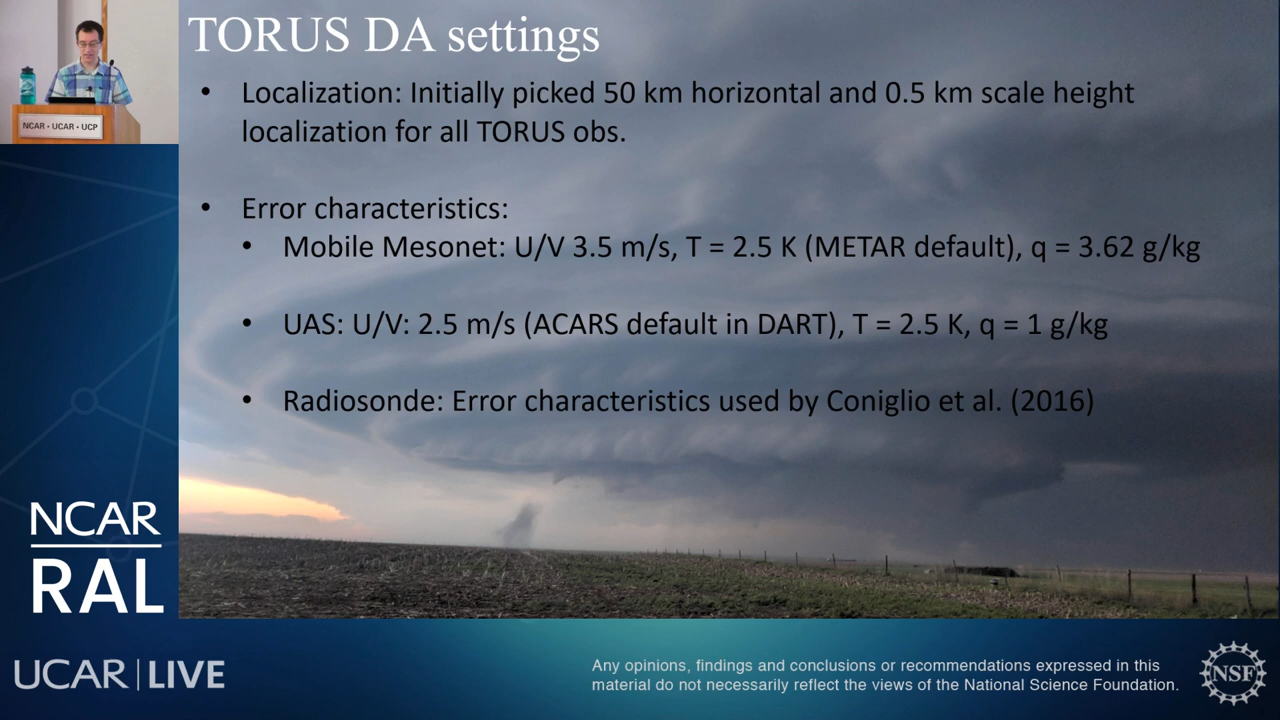 TORUS DA settings
• Localization: Initially picked 50 km horizontal and 0.5 km scale height
localization for all TORUS obs.
• Error characteristics:
• Mobile Mesonet: U/V 3.5 m/s, T = 2.5 K (METAR default), q = 3.62 g/kg
• UAS: U/V: 2.5 m/s (ACARS default in DART), T = 2.5 K, q = 1 g/kg
• Radiosonde: Error characteristics used by Coniglio et al. (2016)
NCAR • UCAR • UCP
NCAR
RAL
UCAR | LIVE
Any opinions, findings and conclusions or recommendations expressed in this
material do not necessarily reflect the views of the National Science Foundation.
NSF